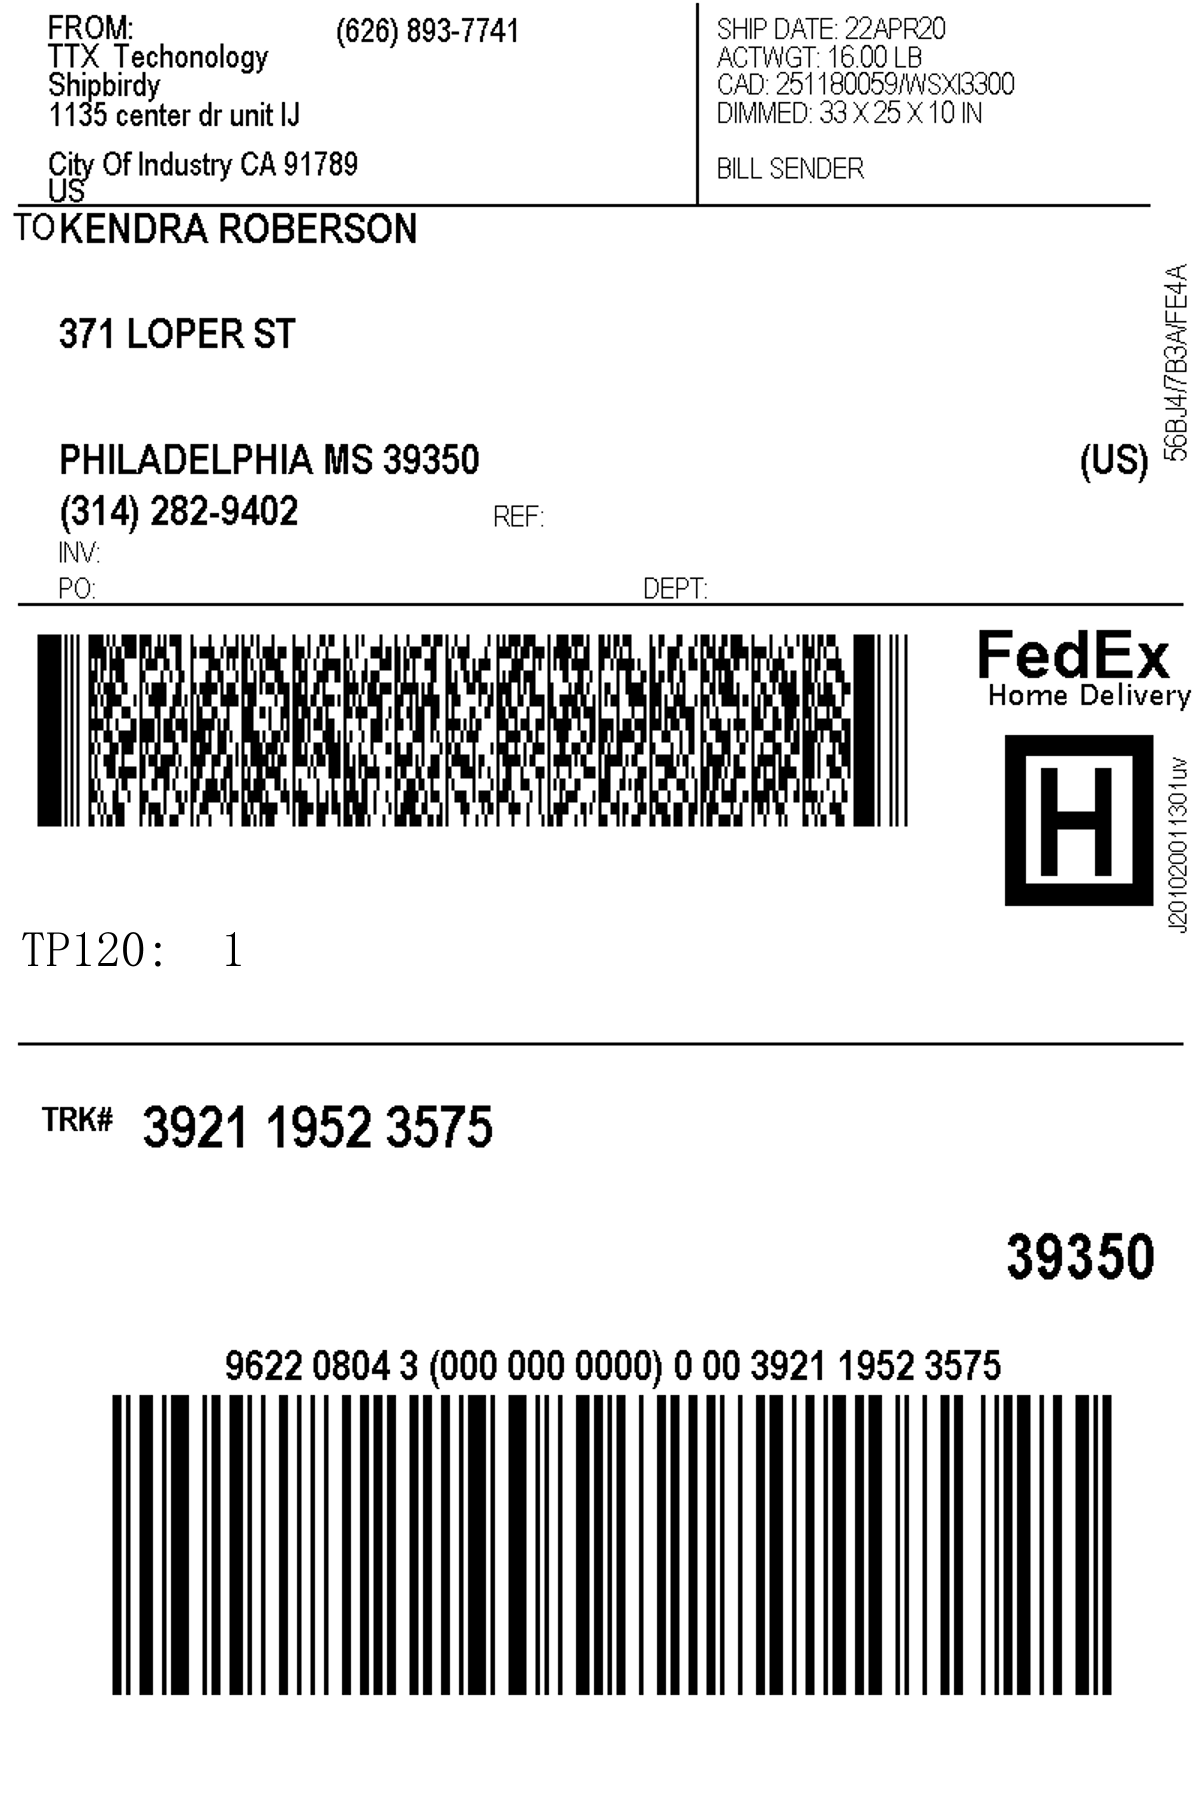 FROM: (626) 893-7741
TTX Techonology
Shipbirdy
1135 center dr unit IJ
City Of Industry CA 91789
US
SHIP DATE: 22APR20
ACTWGT: 16.00 LB
CAD: 251180059/WSXI3300
DIMMED: 33 X 25 X 10 IN
BILL SENDER
TO KENDRA ROBERSON
371 LOPER ST
PHILADELPHIA MS 39350 (US)
(314) 282-9402 REF:
INV:
PO: DEPT:
56BJ4/7B3A/FE4A
FedEx
Home Delivery
H
J201020011301uv
TP120: 1
TRK# 3921 1952 3575
39350
9622 0804 3 (000 000 0000) 0 00 3921 1952 3575